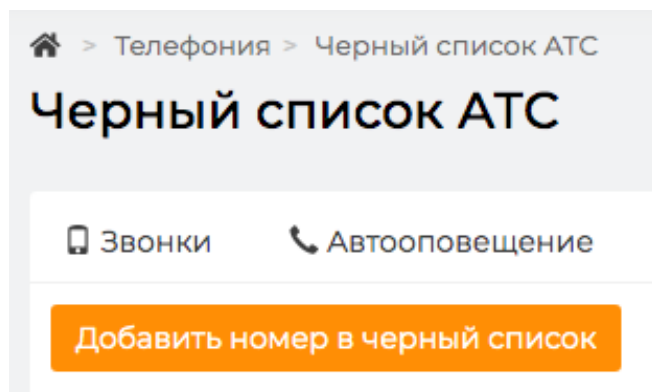 > Телефония > Черный список АТС
Черный список АТС
Звонки Автооповещение
Добавить номер в черный список